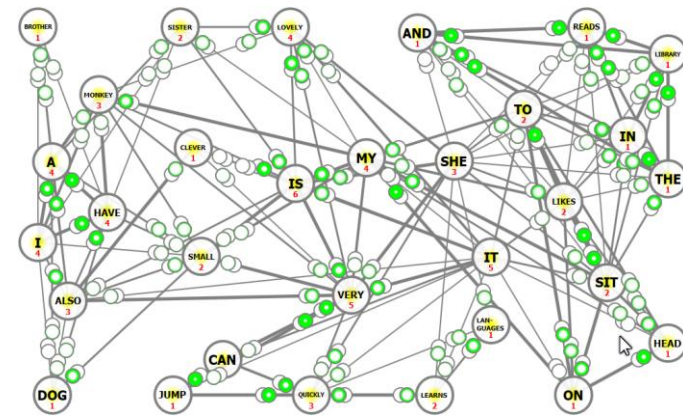 BROTHER
1
SISTER
2
LOVELY
4
AND
1
READS
1
LIBRARY
1
MONKEY
3
TO
2
IN
1
CLEVER
1
A
4
MY
4
SHE
3
THE
1
IS
6
HAVE
4
LIKES
2
I
4
SMALL
2
IT
5
SIT
2
ALSO
3
VERY
5
LAN-
GUAGES
1
HEAD
1
CAN
DOG
1
JUMP
1
QUICKLY
3
LEARNS
2
ON
1